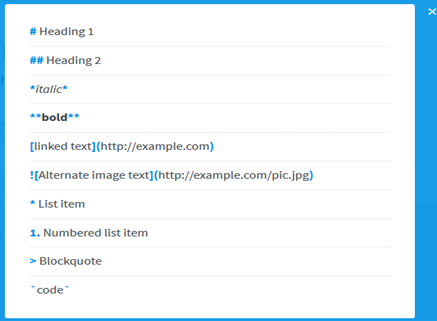 # Heading 1
## Heading 2
*italic*
**bold**
[linked text](http://example.com)
![Alternate image text](http://example.com/pic.jpg)
* List item
1. Numbered list item
> Blockquote
`code`